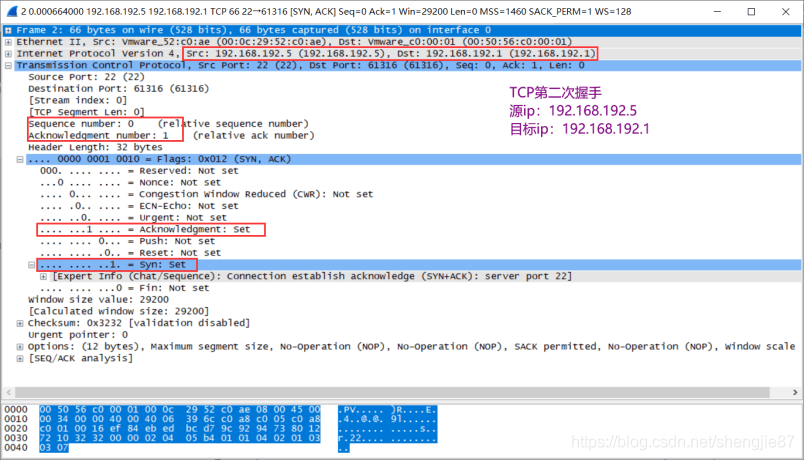 2 0.000664000 192.168.192.5 192.168.192.1 TCP 66 22→61316 [SYN, ACK] Seq=0 Ack=1 Win=29200 Len=0 MSS=1460 SACK_PERM=1 WS=128
Frame 2: 66 bytes on wire (528 bits), 66 bytes captured (528 bits) on interface 0
Ethernet II, Src: Vmware_52:c0:ae (00:0c:29:52:c0:ae), Dst: Vmware_c0:00:01 (00:50:56:c0:00:01)
Internet Protocol Version 4, Src: 192.168.192.5 (192.168.192.5), Dst: 192.168.192.1 (192.168.192.1)
Transmission Control Protocol, Src Port: 22 (22), Dst Port: 61316 (61316), Seq: 0, Ack: 1, Len: 0
Source Port: 22 (22)
Destination Port: 61316 (61316)
[Stream index: 0]
[TCP Segment Len: 0]
Sequence number: 0 (relative sequence number)
Acknowledgment number: 1 (relative ack number)
Header Length: 32 bytes
.... 0000 0001 0010 = Flags: 0x012 (SYN, ACK)
000. .... .... = Reserved: Not set
...0 .... .... = Nonce: Not set
.... 0... .... = Congestion Window Reduced (CWR): Not set
.... .0.. .... = ECN-Echo: Not set
.... ..0. .... = Urgent: Not set
.... ...1 .... = Acknowledgment: Set
.... .... 0... = Push: Not set
.... .... .0.. = Reset: Not set
.... .... ..1. = Syn: Set
[Expert Info (Chat/Sequence): Connection establish acknowledge (SYN+ACK): server port 22]
.... .... ...0 = Fin: Not set
Window size value: 29200
[Calculated window size: 29200]
Checksum: 0x3232 [validation disabled]
Urgent pointer: 0
Options: (12 bytes), Maximum segment size, No-Operation (NOP), No-Operation (NOP), SACK permitted, No-Operation (NOP), Window scale
[SEQ/ACK analysis]
TCP第二次握手
源ip：192.168.192.5
目标ip：192.168.192.1
0000 00 50 56 c0 00 01 00 0c 29 52 c0 ae 08 00 45 00 .PV..... )R....E.
0010 00 34 00 00 40 00 40 06 39 6c c0 a8 c0 05 c0 a8 .4..@.@. 9l......
0020 c0 01 00 16 ef 84 eb ed bc d7 9c 92 94 73 80 12 ........ .....s..
0030 72 10 32 32 00 00 02 04 05 b4 01 01 04 02 01 03 r.22.... ........
0040 03 07 ..
https://blog.csdn.net/shengjie87